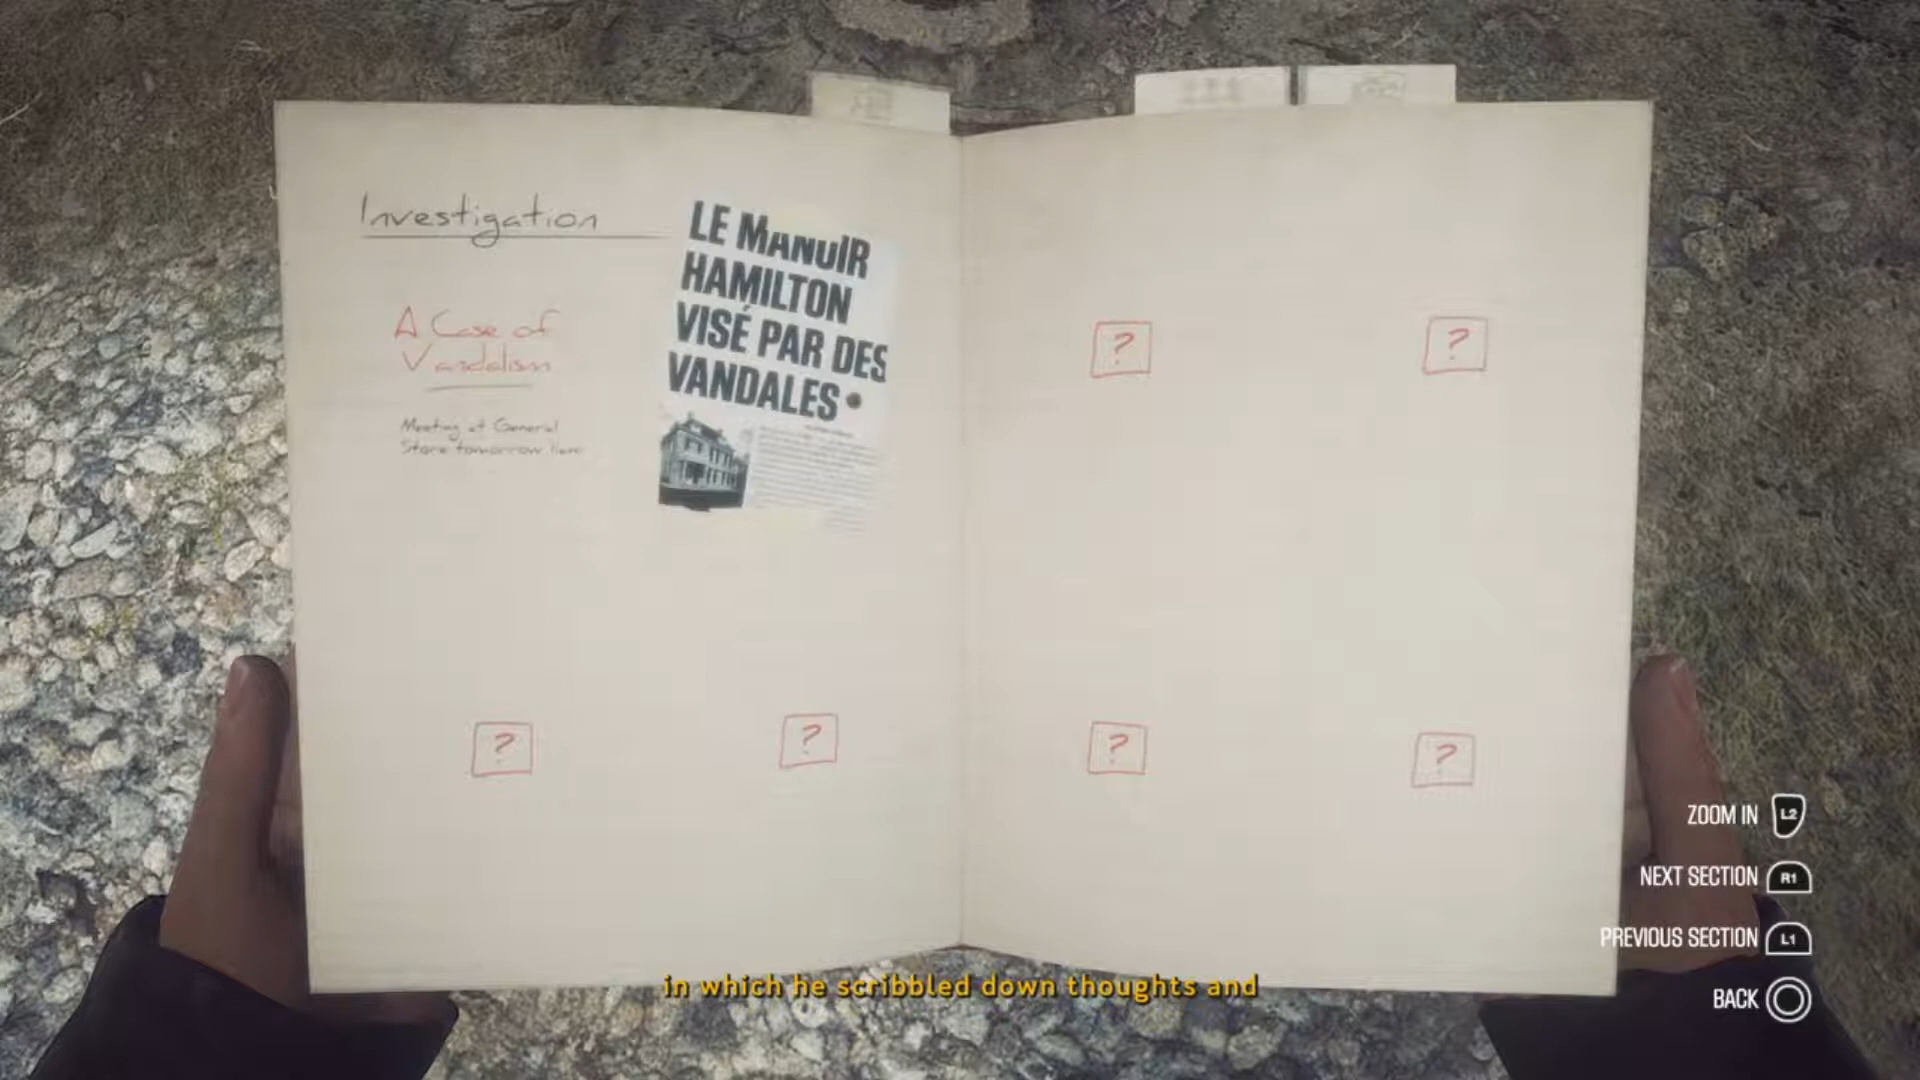 Investigation
LE MANOIR
HAMILTON
VISÉ PAR DES
VANDALES
A Case of
Vandalism
Meeting at General
Store tomorrow
?
?
?
?
?
?
ZOOM IN L2
NEXT SECTION R1
PREVIOUS SECTION L1
BACK
in which he scribbled down thoughts and